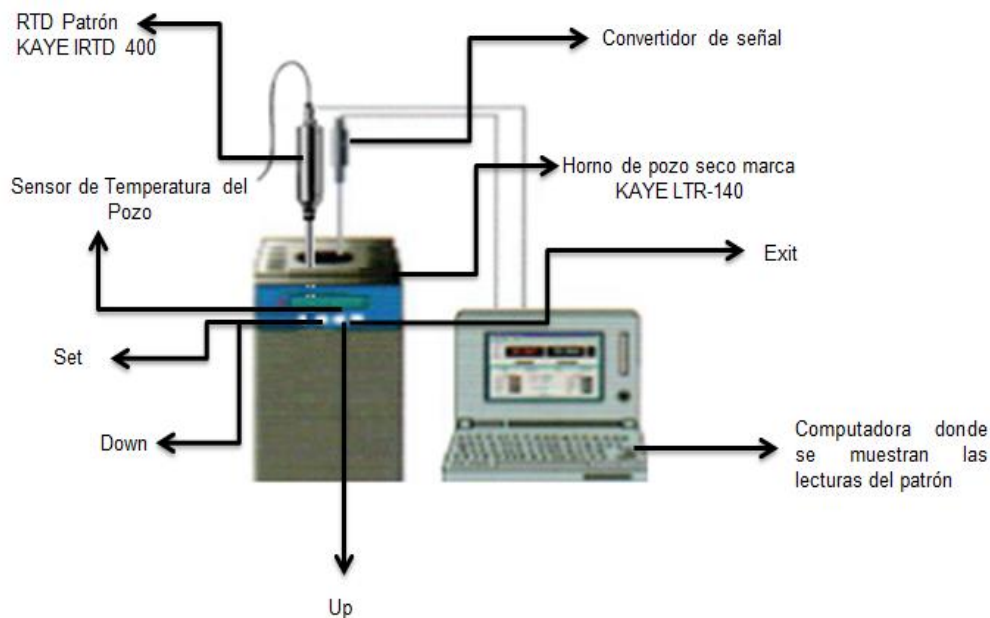 RTD Patrón
KAYE IRTD 400
Convertidor de señal
Horno de pozo seco marca
KAYE LTR-140
Sensor de Temperatura del
Pozo
Exit
Set
Down
Computadora donde
se muestran las
lecturas del patrón
Up